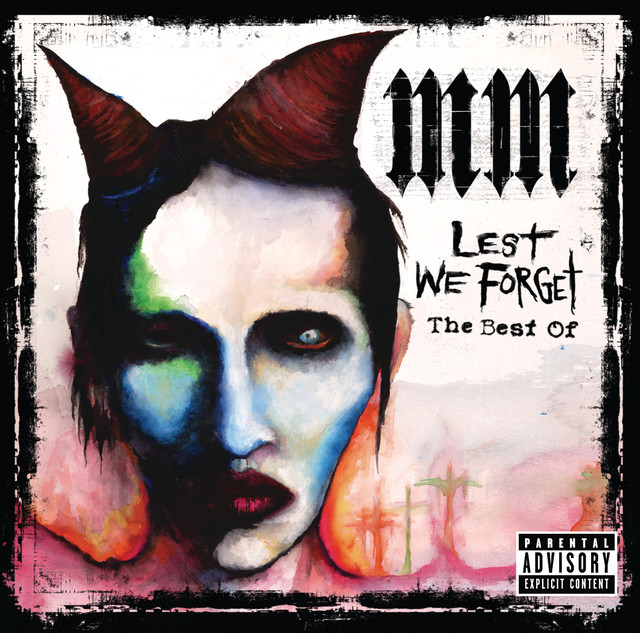 mm
LEST
WE FORGET
The Best Of
PARENTAL
ADVISORY
EXPLICIT CONTENT